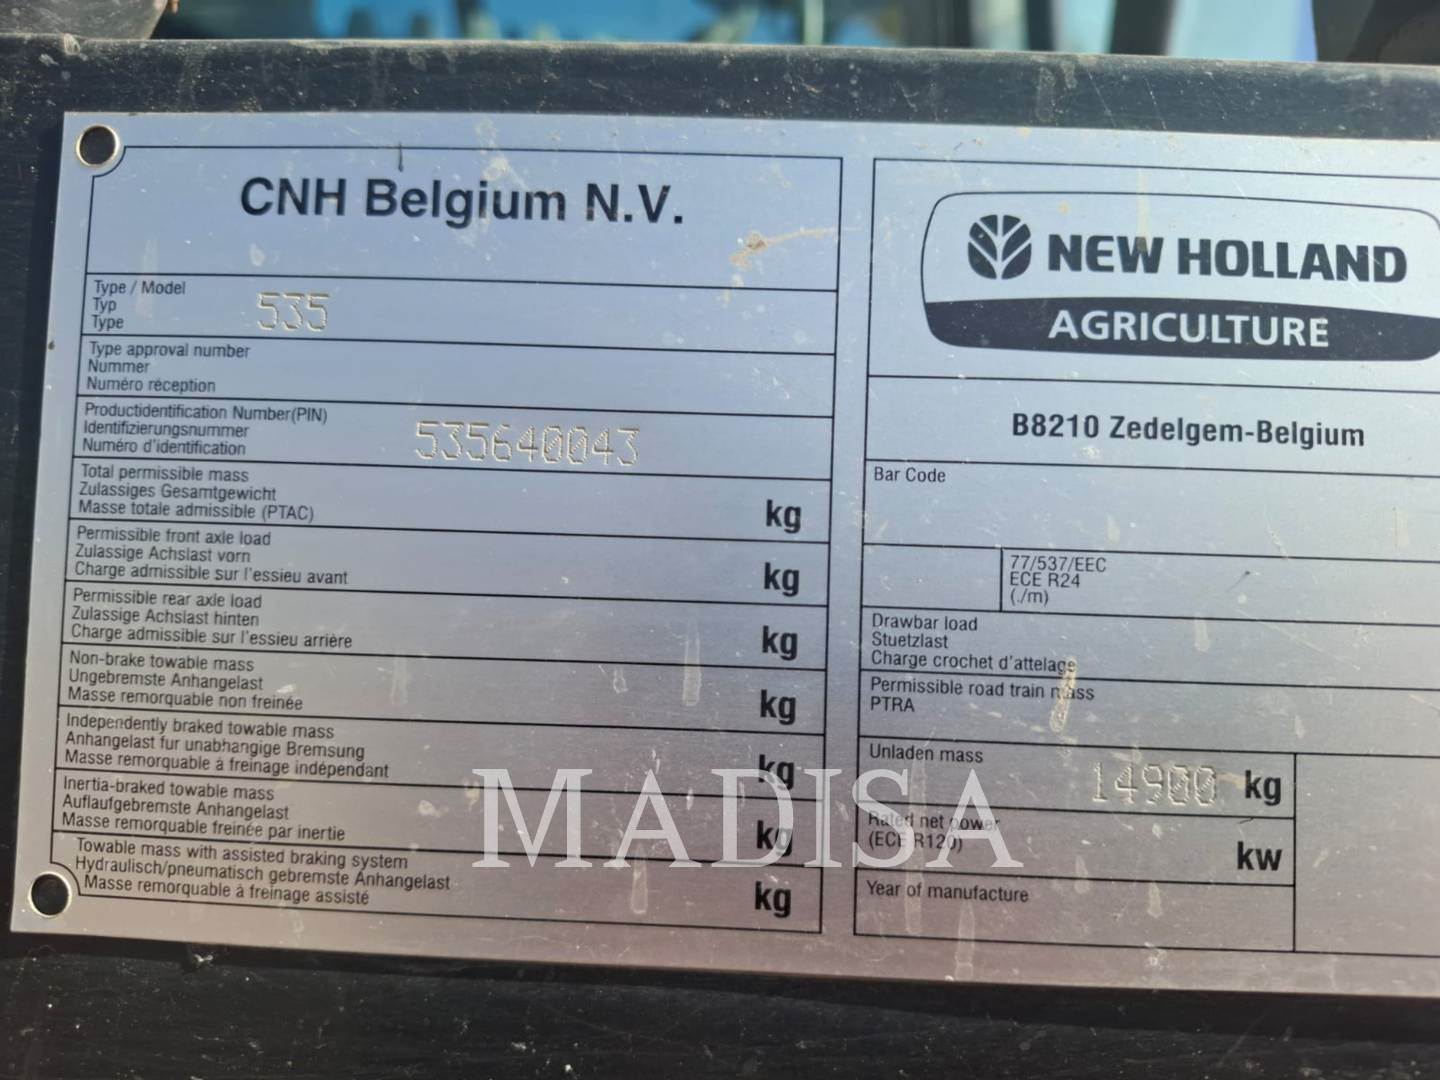 CNH Belgium N.V.
Type / Model
Typ
Type
535
Type approval number
Nummer
Numéro réception
Productidentification Number(PIN)
Identifizierungsnummer
Numéro d'identification
535640043
Total permissible mass
Zulassiges Gesamtgewicht
Masse totale admissible (PTAC)
kg
Permissible front axle load
Zulassige Achslast vorn
Charge admissible sur l'essieu avant
kg
Permissible rear axle load
Zulassige Achslast hinten
Charge admissible sur l'essieu arrière
kg
Non-brake towable mass
Ungebremste Anhangelast
Masse remorquable non freinée
kg
Independently braked towable mass
Anhangelast fur unabhangige Bremsung
Masse remorquable à freinage indépendant
kg
Inertia-braked towable mass
Auflaufgebremste Anhangelast
Masse remorquable freinée par inertie
kg
Towable mass with assisted braking system
Hydraulisch/pneumatisch gebremste Anhangelast
Masse remorquable à freinage assisté
kg
NEW HOLLAND
AGRICULTURE
B8210 Zedelgem-Belgium
Bar Code
77/537/EEC
ECE R24
(./m)
Drawbar load
Stuetzlast
Charge crochet d'attelage
Permissible road train mass
PTRA
Unladen mass
14900 kg
Rated net power
(ECE R120)
kw
Year of manufacture
MADISA